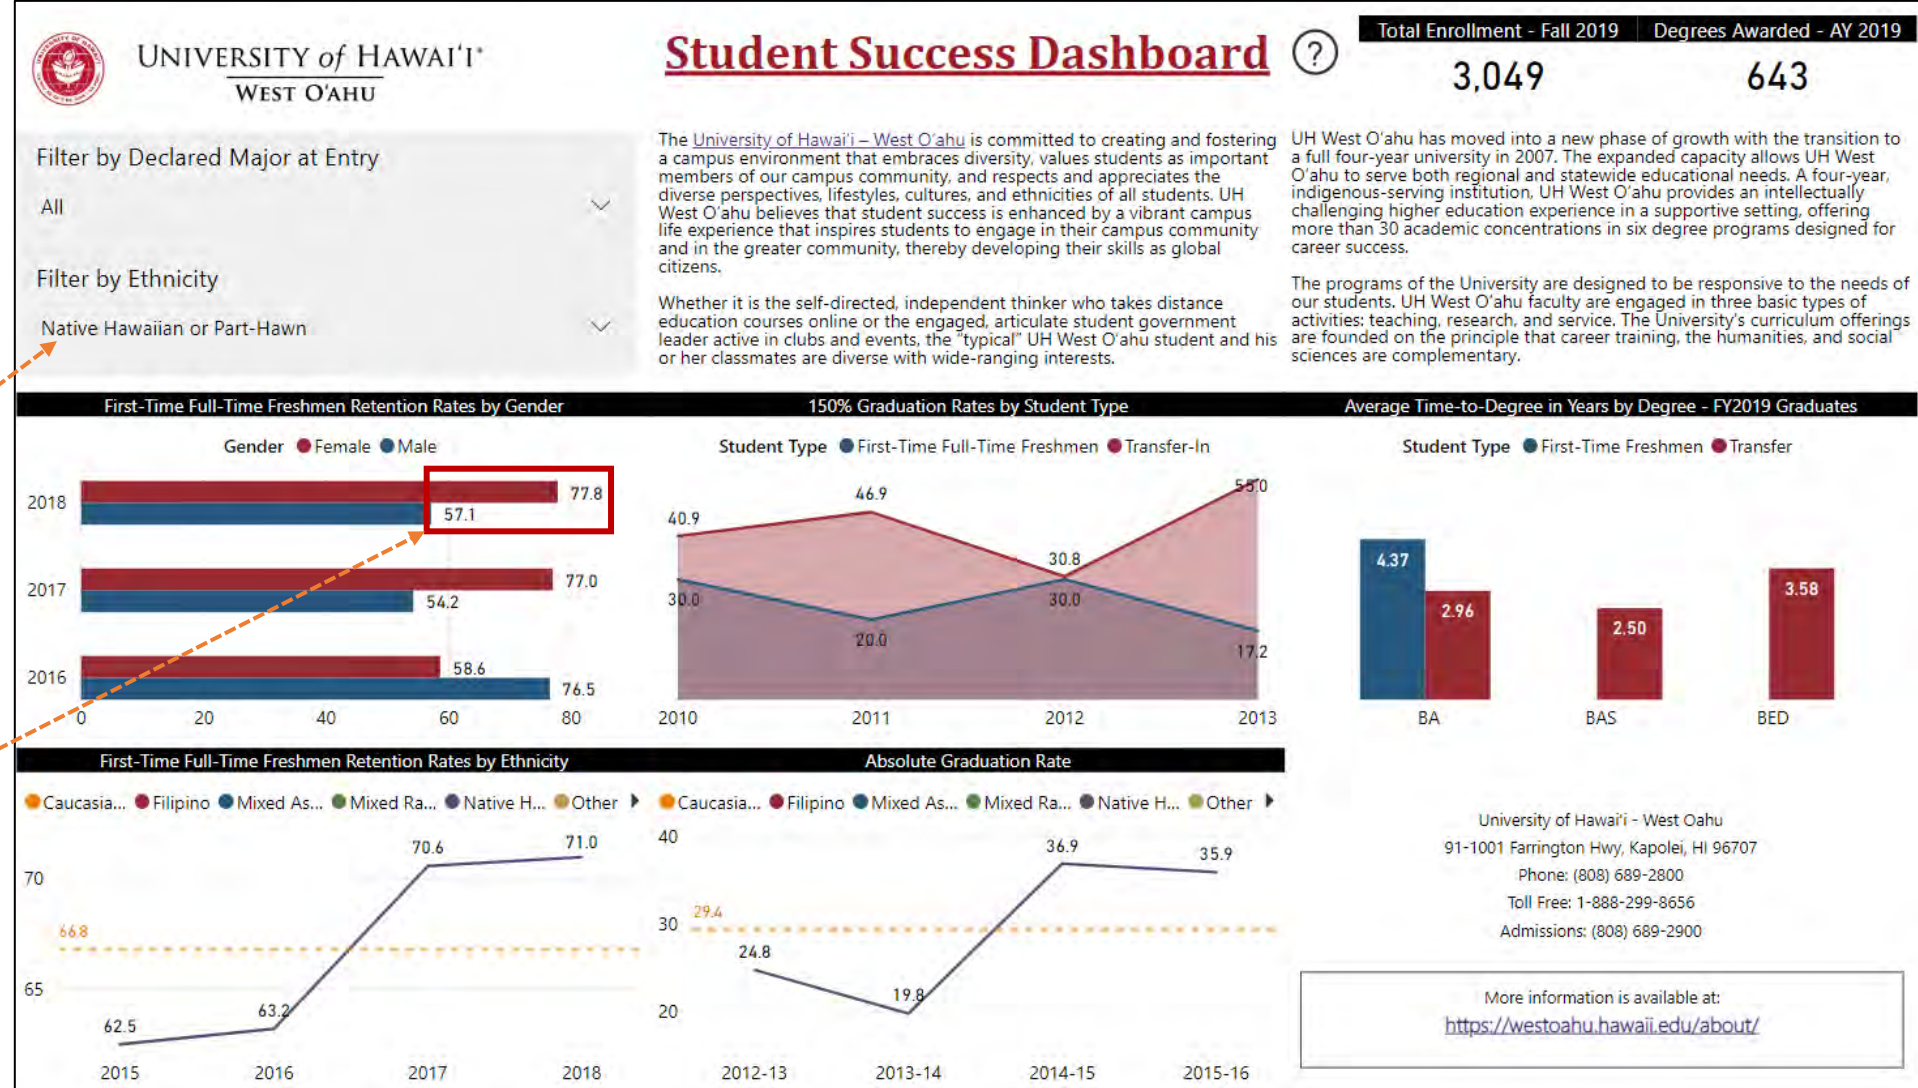 UNIVERSITY of HAWAIʻI®
WEST OʻAHU
Student Success Dashboard
?
Total Enrollment - Fall 2019
3,049
Degrees Awarded - AY 2019
643
Filter by Declared Major at Entry
All
Filter by Ethnicity
Native Hawaiian or Part-Hawn
The University of Hawai'i – West O'ahu is committed to creating and fostering
a campus environment that embraces diversity, values students as important
members of our campus community, and respects and appreciates the
diverse perspectives, lifestyles, cultures, and ethnicities of all students. UH
West O'ahu believes that student success is enhanced by a vibrant campus
life experience that inspires students to engage in their campus community
and in the greater community, thereby developing their skills as global
citizens.
Whether it is the self-directed, independent thinker who takes distance
education courses online or the engaged, articulate student government
leader active in clubs and events, the "typical" UH West O'ahu student and his
or her classmates are diverse with wide-ranging interests.
UH West O'ahu has moved into a new phase of growth with the transition to
a full four-year university in 2007. The expanded capacity allows UH West
O'ahu to serve both regional and statewide educational needs. A four-year,
indigenous-serving institution, UH West O'ahu provides an intellectually
challenging higher education experience in a supportive setting, offering
more than 30 academic concentrations in six degree programs designed for
career success.
The programs of the University are designed to be responsive to the needs of
our students. UH West O'ahu faculty are engaged in three basic types of
activities: teaching, research, and service. The University's curriculum offerings
are founded on the principle that career training, the humanities, and social
sciences are complementary.
First-Time Full-Time Freshmen Retention Rates by Gender
Gender Female Male
2018
77.8
57.1
2017
77.0
54.2
2016
58.6
76.5
0 20 40 60 80
150% Graduation Rates by Student Type
Student Type First-Time Full-Time Freshmen Transfer-In
40.9
46.9
30.8
55.0
30.0
20.0
30.0
17.2
2010 2011 2012 2013
Average Time-to-Degree in Years by Degree - FY2019 Graduates
Student Type First-Time Freshmen Transfer
4.37
2.96
2.50
3.58
BA BAS BED
First-Time Full-Time Freshmen Retention Rates by Ethnicity
Caucasia... Filipino Mixed As... Mixed Ra... Native H... Other
70
65
66.8
62.5
63.2
70.6
71.0
2015 2016 2017 2018
Absolute Graduation Rate
Caucasia... Filipino Mixed As... Mixed Ra... Native H... Other
40
30
20
29.4
24.8
19.8
36.9
35.9
2012-13 2013-14 2014-15 2015-16
University of Hawai'i - West Oahu
91-1001 Farrington Hwy, Kapolei, HI 96707
Phone: (808) 689-2800
Toll Free: 1-888-299-8656
Admissions: (808) 689-2900
More information is available at:
https://westoahu.hawaii.edu/about/